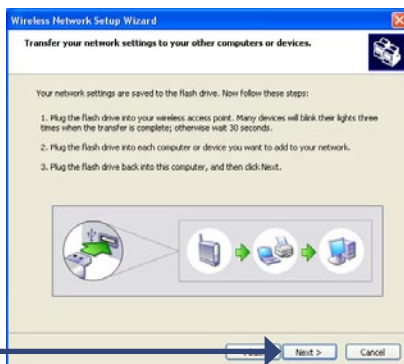 Wireless Network Setup Wizard
Transfer your network settings to your other computers or devices.
Your network settings are saved to the flash drive. Now follow these steps:
1. Plug the flash drive into your wireless access point. Many devices will blink their lights three
times when the transfer is complete; otherwise wait 30 seconds.
2. Plug the flash drive into each computer or device you want to add to your network.
3. Plug the flash drive back into this computer, and then click Next.
Next >
Cancel